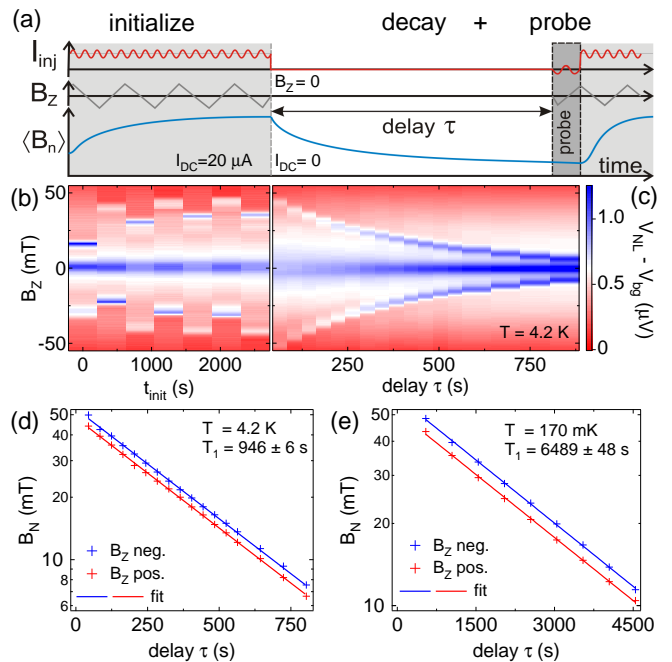 (a) initialize decay + probe
I_inj
B_Z B_Z = 0
delay τ
⟨B_n⟩ I_DC=20 μA I_DC=0 probe time
(b) (c)
B_Z (mT)
50
0
-50
0 1000 2000
t_init (s)
250 500 750
delay τ (s)
T = 4.2 K
1.0
0.5
0
V_NL - V_bg (μV)
(d)
B_N (mT)
50
40
30
20
10
8
6
T = 4.2 K
T_1 = 946 ± 6 s
B_Z neg.
B_Z pos.
fit
0 250 500 750
delay τ (s)
(e)
B_N (mT)
50
40
30
20
10
T = 170 mK
T_1 = 6489 ± 48 s
B_Z neg.
B_Z pos.
fit
0 1500 3000 4500
delay τ (s)